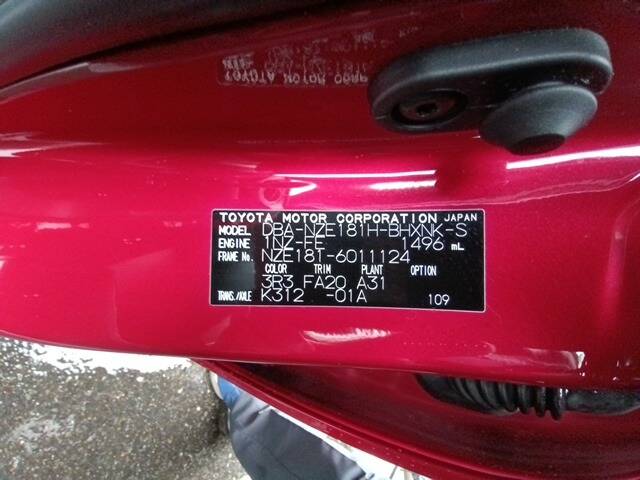 TOYOTA MOTOR CORPORATION JAPAN
MODEL DBA-NZE181H-BHXNK-S
ENGINE 1NZ-FE 1496 mL
FRAME No. NZE181-6011124
COLOR TRIM PLANT OPTION
3R3 FA20 A31
TRANS./AXLE K312 -01A 109